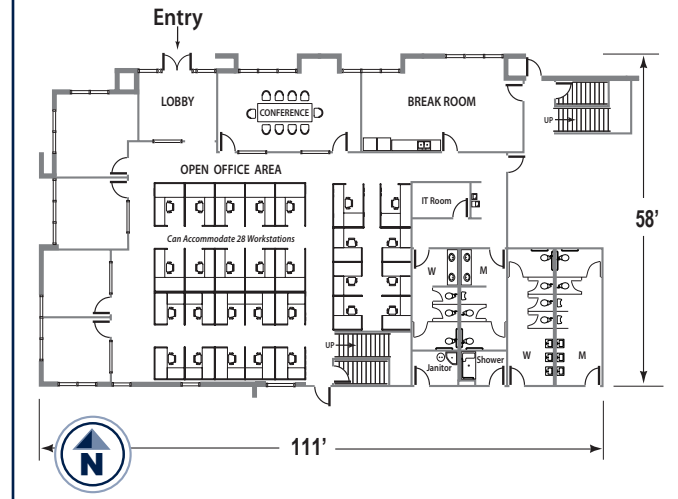 Entry
LOBBY
CONFERENCE
BREAK ROOM
UP
OPEN OFFICE AREA
IT Room
Can Accommodate 28 Workstations
58'
W
M
UP
W
M
Janitor
Shower
N
111'